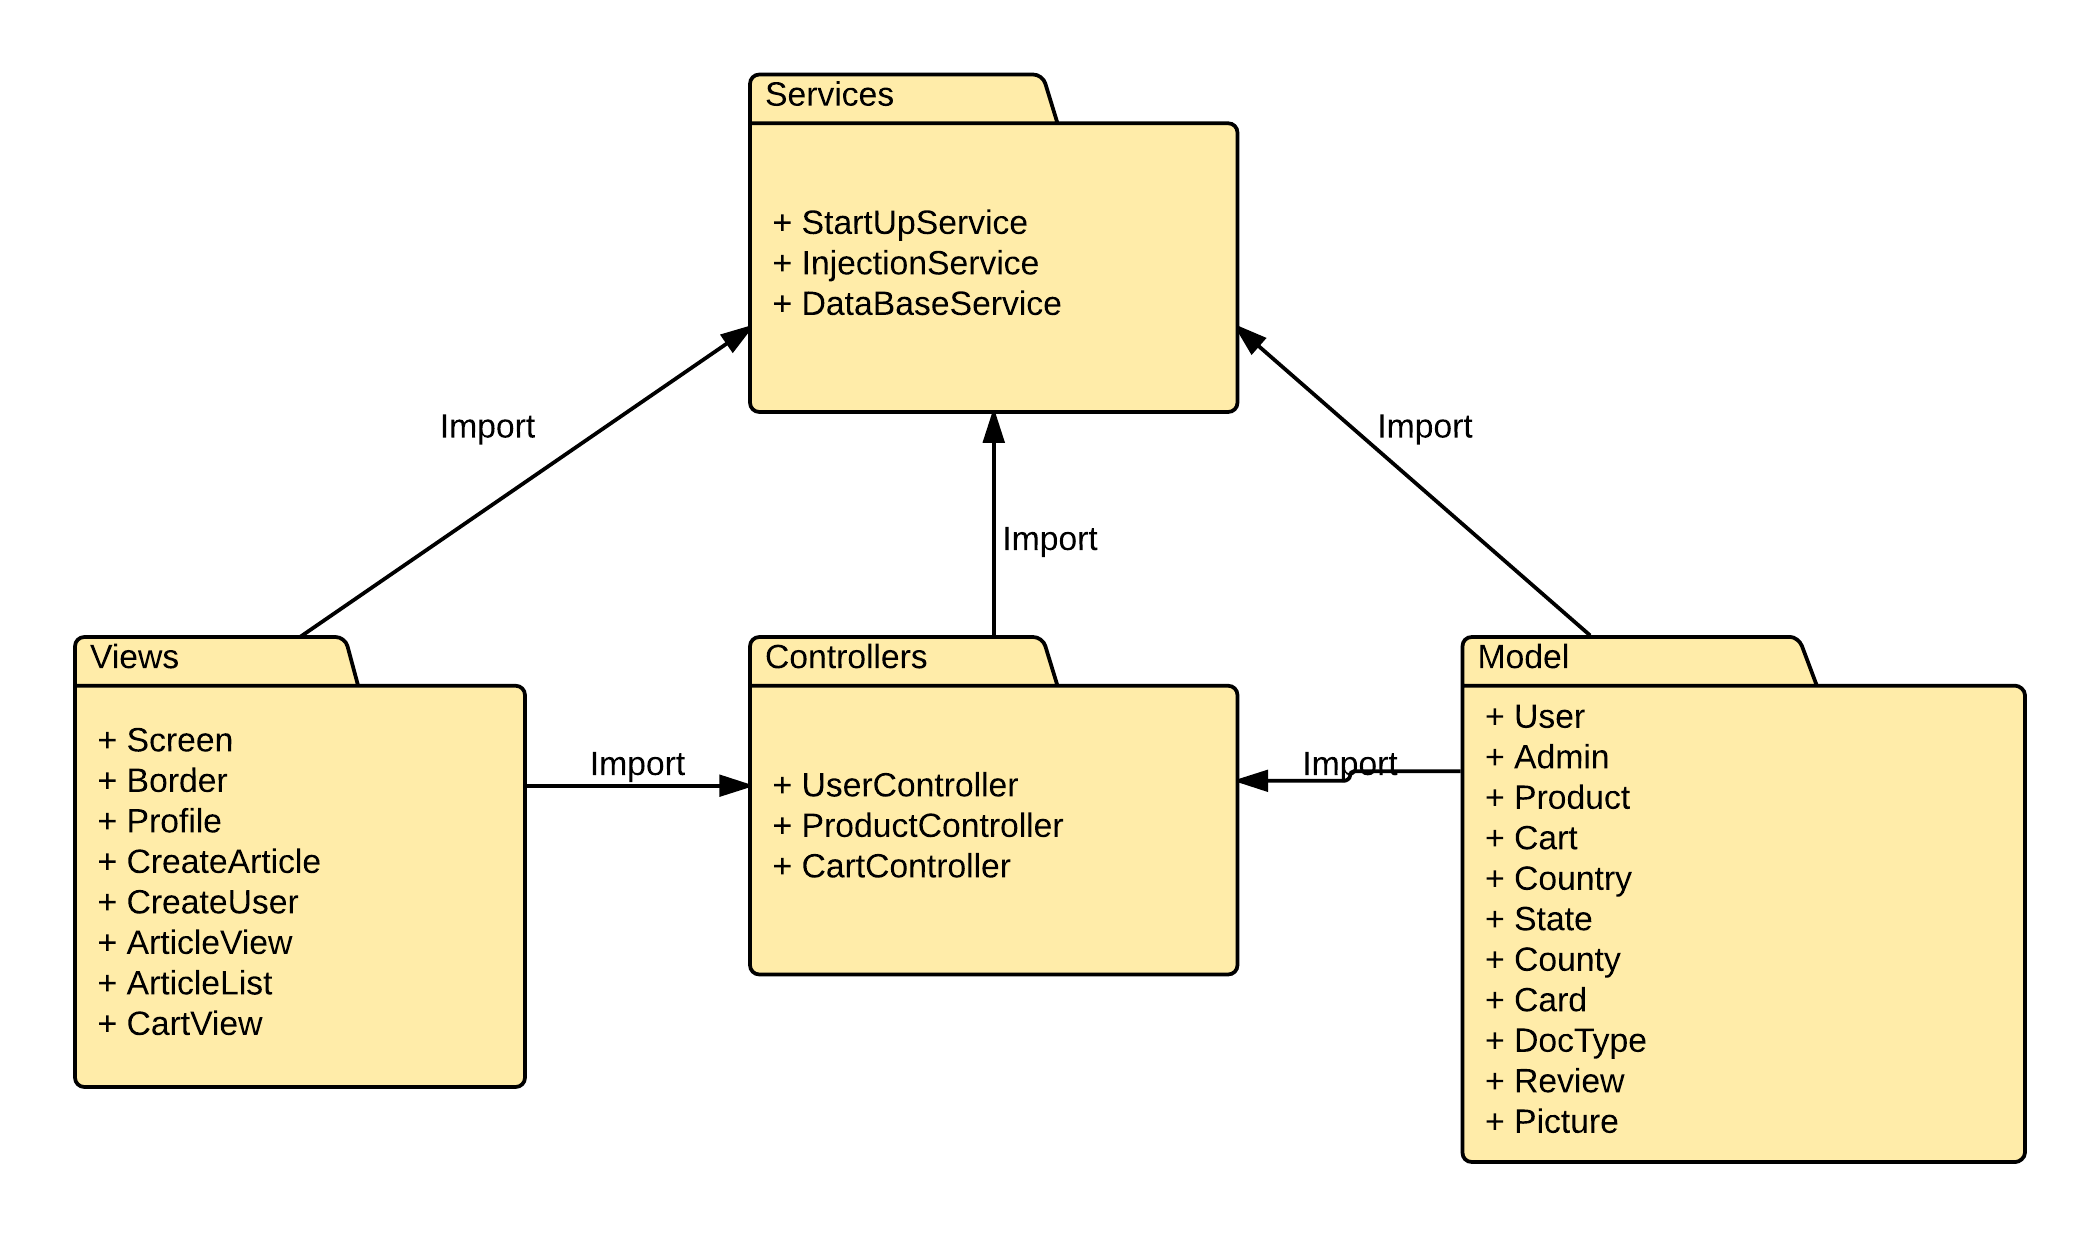 Services
+ StartUpService
+ InjectionService
+ DataBaseService
Import
Import
Import
Views
+ Screen
+ Border
+ Profile
+ CreateArticle
+ CreateUser
+ ArticleView
+ ArticleList
+ CartView
Import
Controllers
+ UserController
+ ProductController
+ CartController
Import
Model
+ User
+ Admin
+ Product
+ Cart
+ Country
+ State
+ County
+ Card
+ DocType
+ Review
+ Picture